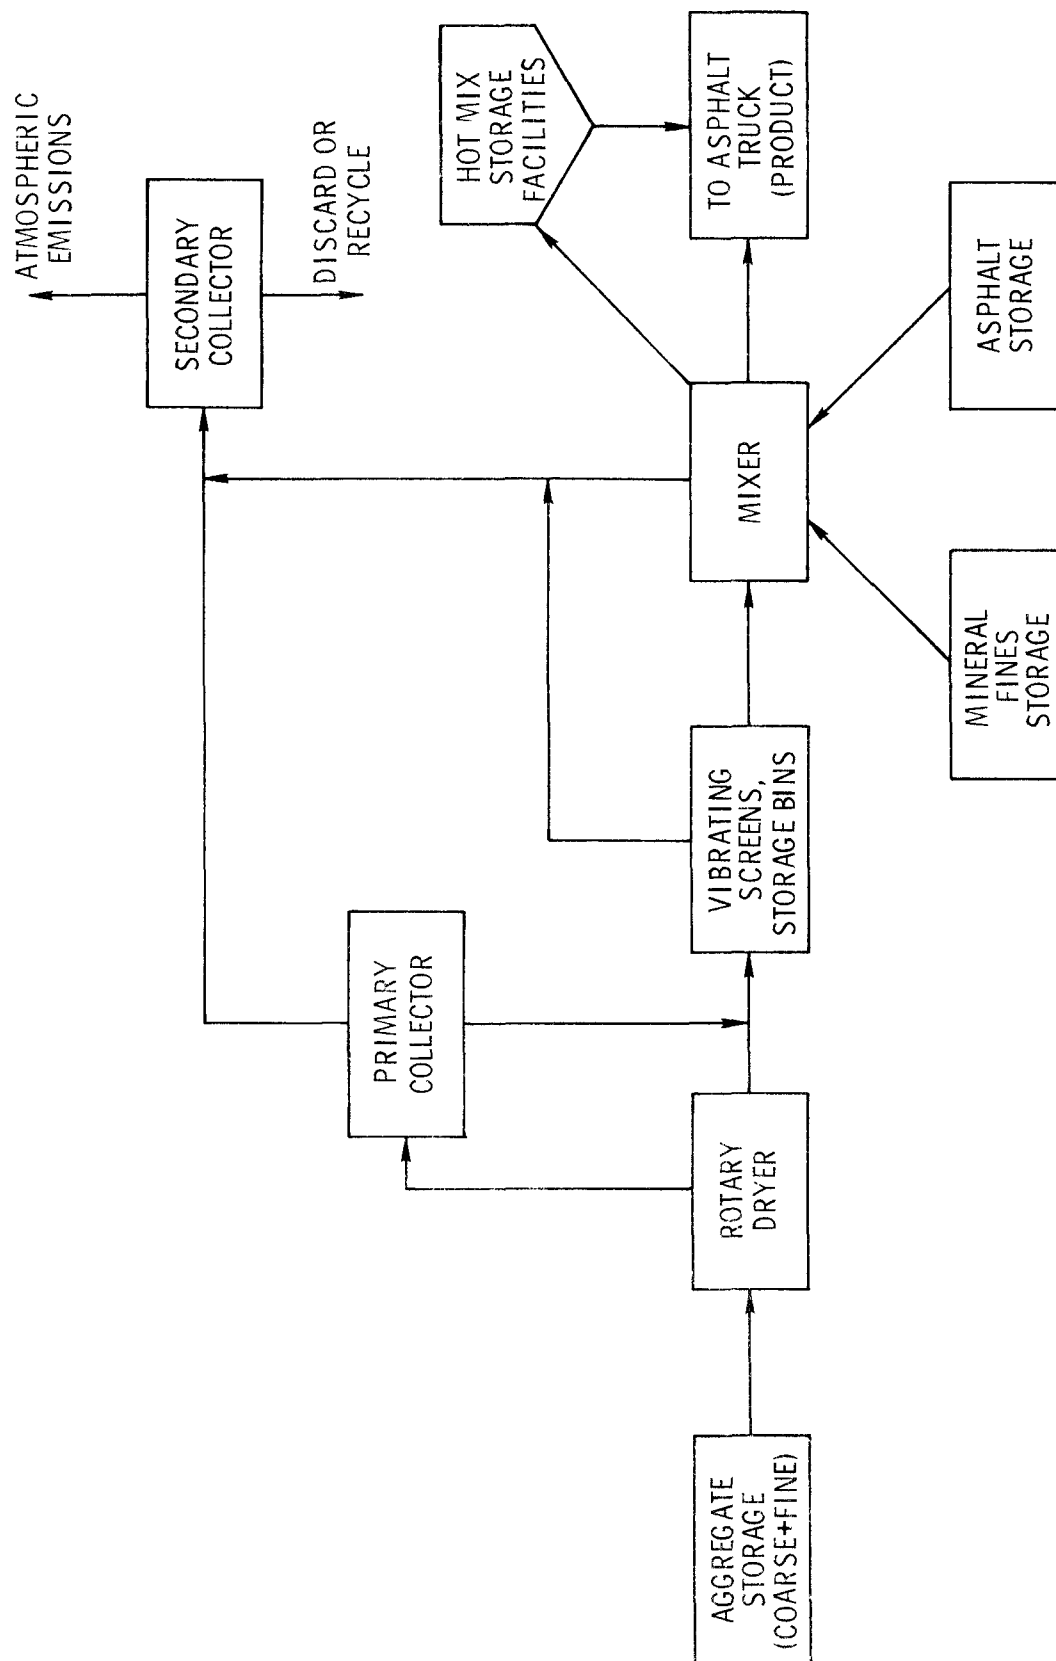 ATMOSPHERIC
EMISSIONS
SECONDARY
COLLECTOR
DISCARD OR
RECYCLE
PRIMARY
COLLECTOR
HOT MIX
STORAGE
FACILITIES
AGGREGATE
STORAGE
(COARSE+FINE)
ROTARY
DRYER
VIBRATING
SCREENS,
STORAGE BINS
MIXER
TO ASPHALT
TRUCK
(PRODUCT)
MINERAL
FINES
STORAGE
ASPHALT
STORAGE